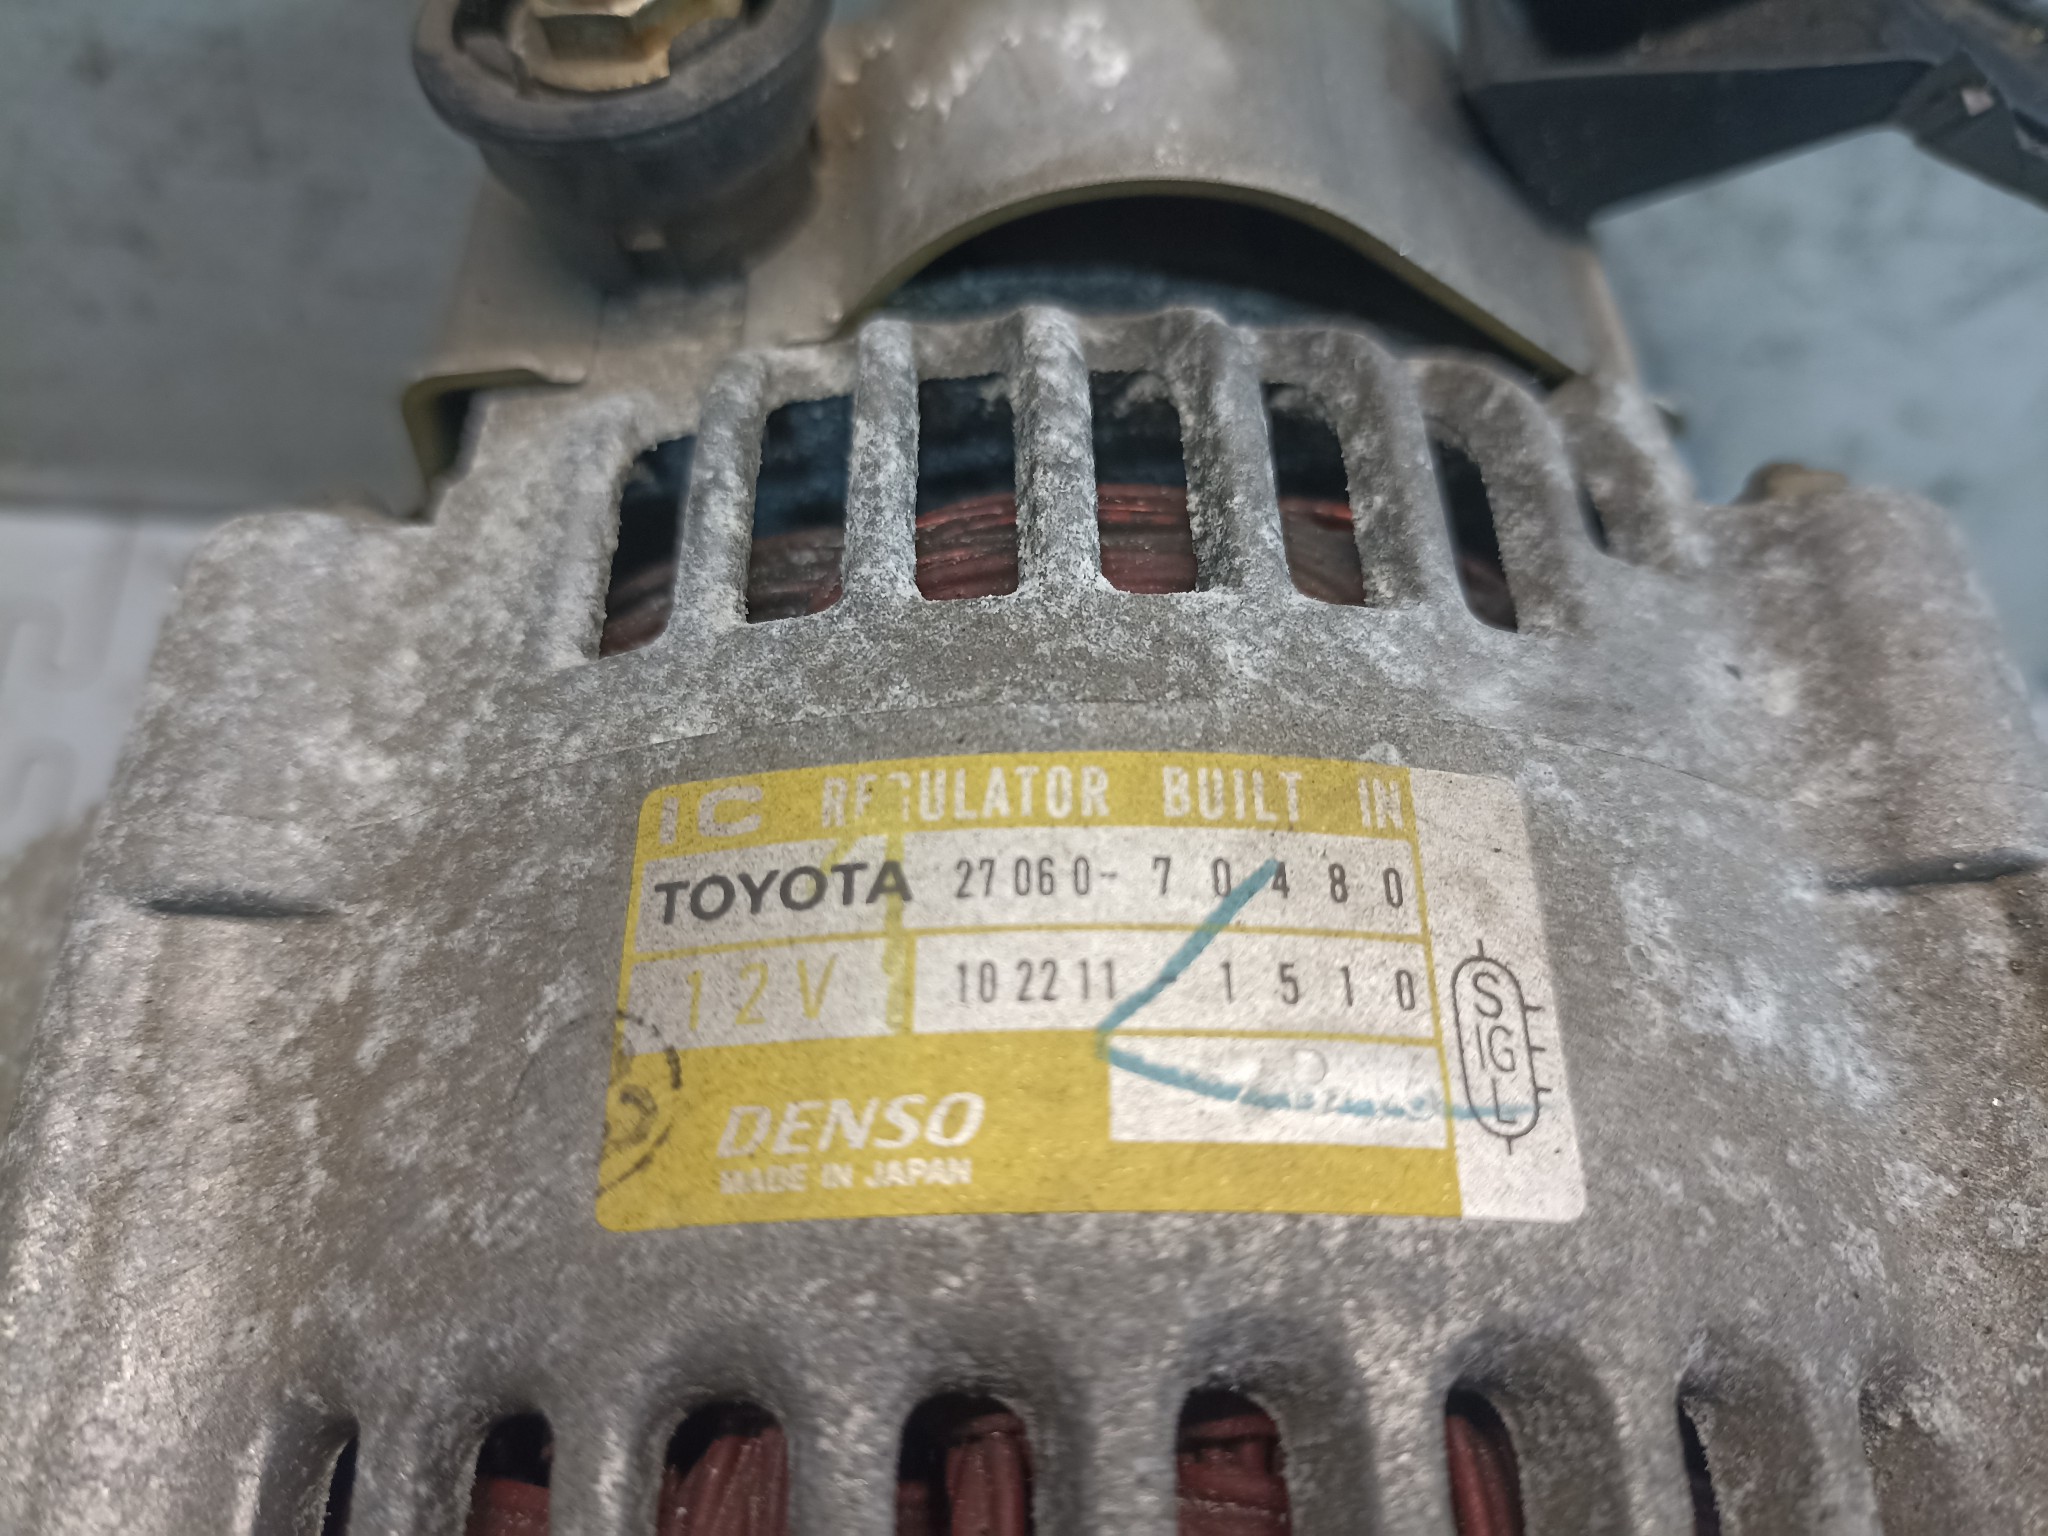 IC REGULATOR BUILT IN
TOYOTA 27060-70480
12V 102211-1510
DENSO
MADE IN JAPAN
S
IG
L